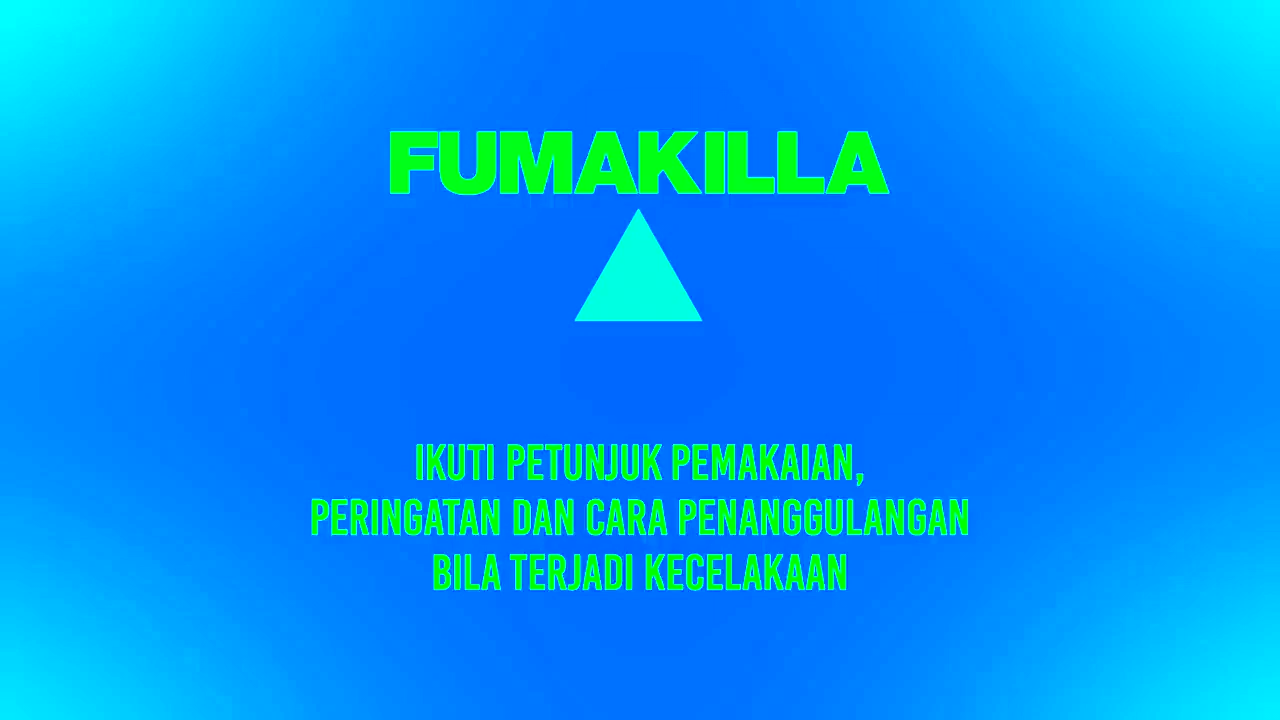 FUMAKILLA
IKUTI PETUNJUK PEMAKAIAN,
PERINGATAN DAN CARA PENANGGULANGAN
BILA TERJADI KECELAKAAN